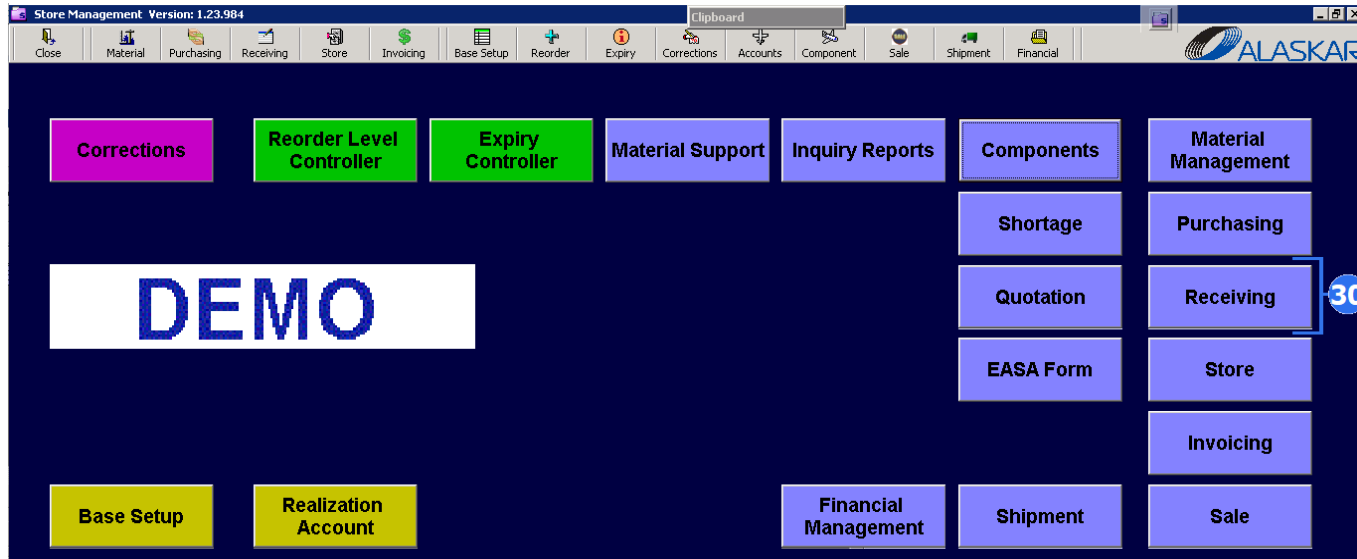 Store Management Version: 1.23.984
Clipboard
Close Material Purchasing Receiving Store Invoicing Base Setup Reorder Expiry Corrections Accounts Component Sale Shipment Financial
ALASKAR
Corrections
Reorder Level
Controller
Expiry
Controller
Material Support
Inquiry Reports
Components
Material
Management
Shortage
Purchasing
DEMO
Quotation
Receiving
30
EASA Form
Store
Invoicing
Base Setup
Realization
Account
Financial
Management
Shipment
Sale